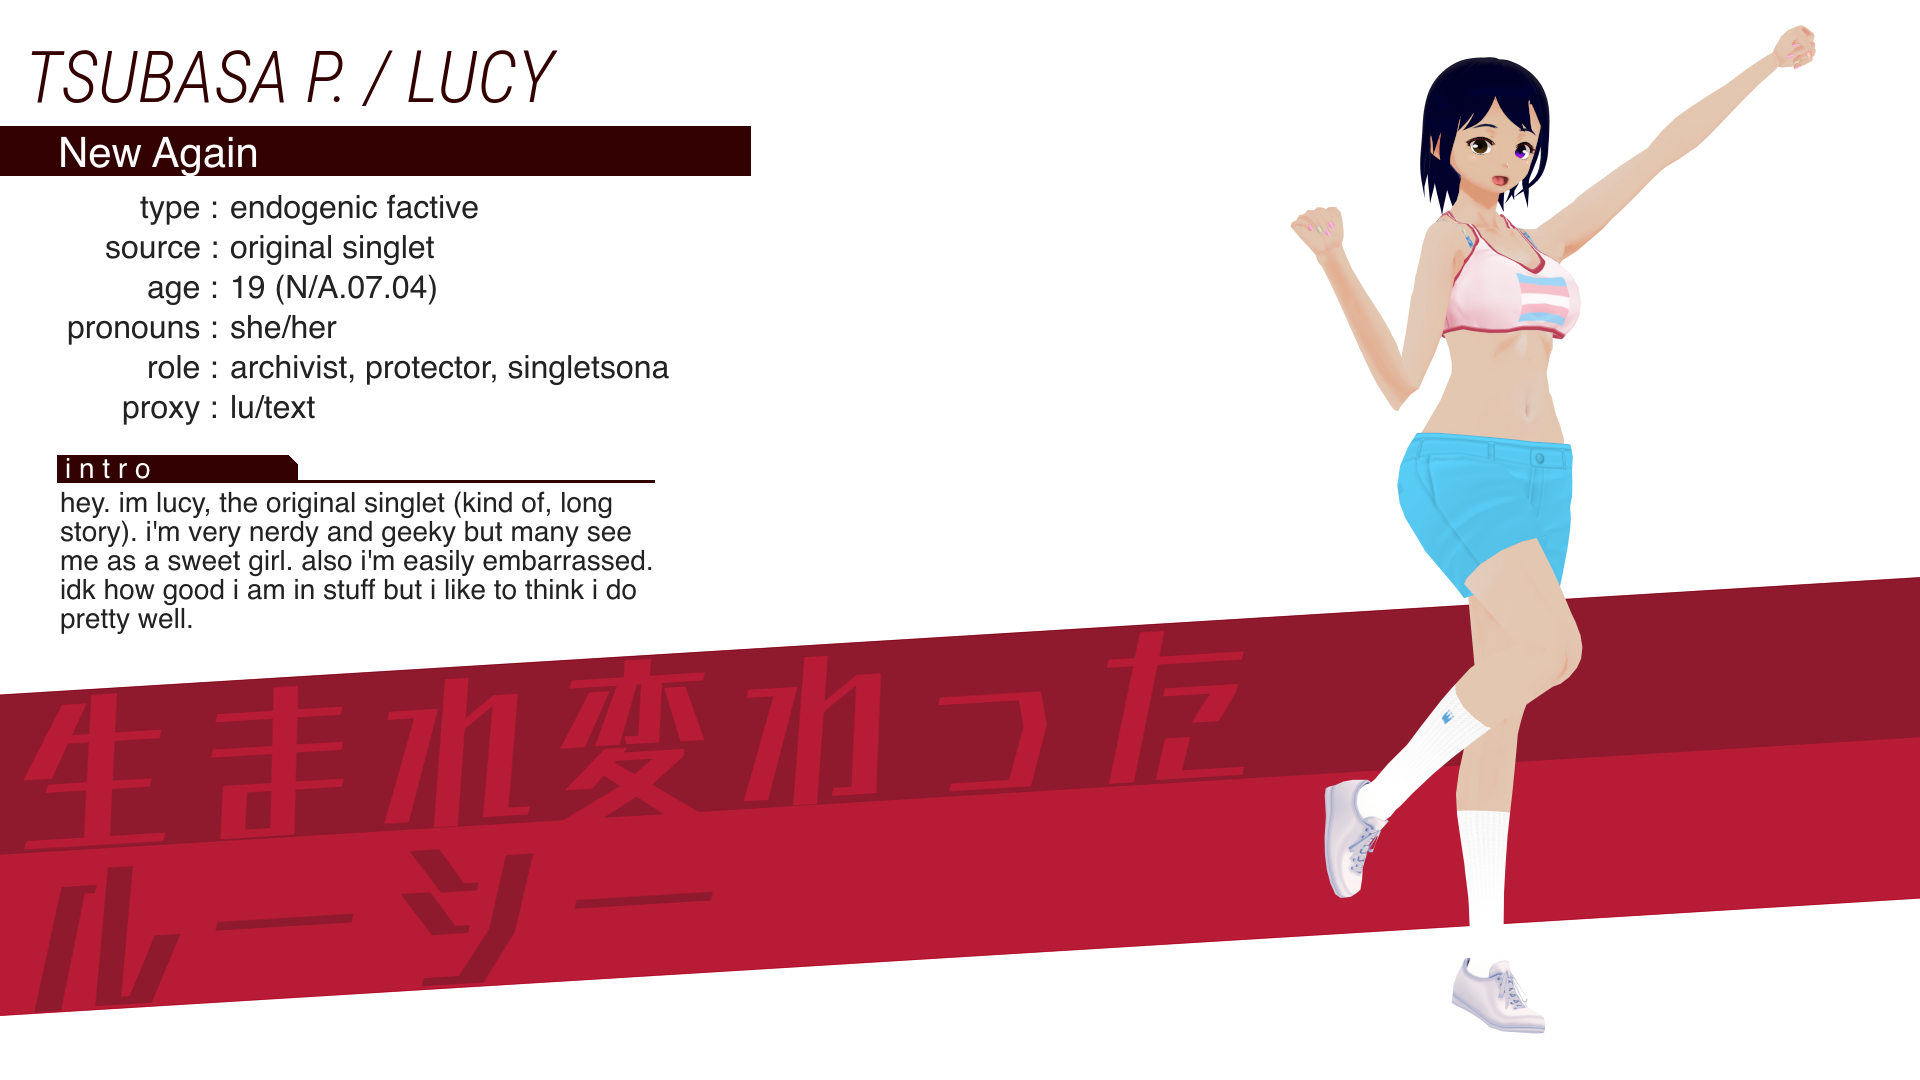 TSUBASA P. / LUCY
New Again
type : endogenic factive
source : original singlet
age : 19 (N/A.07.04)
pronouns : she/her
role : archivist, protector, singletsona
proxy : lu/text
intro
hey. im lucy, the original singlet (kind of, long
story). i'm very nerdy and geeky but many see
me as a sweet girl. also i'm easily embarrassed.
idk how good i am in stuff but i like to think i do
pretty well.
生まれ変わった
ルーシー